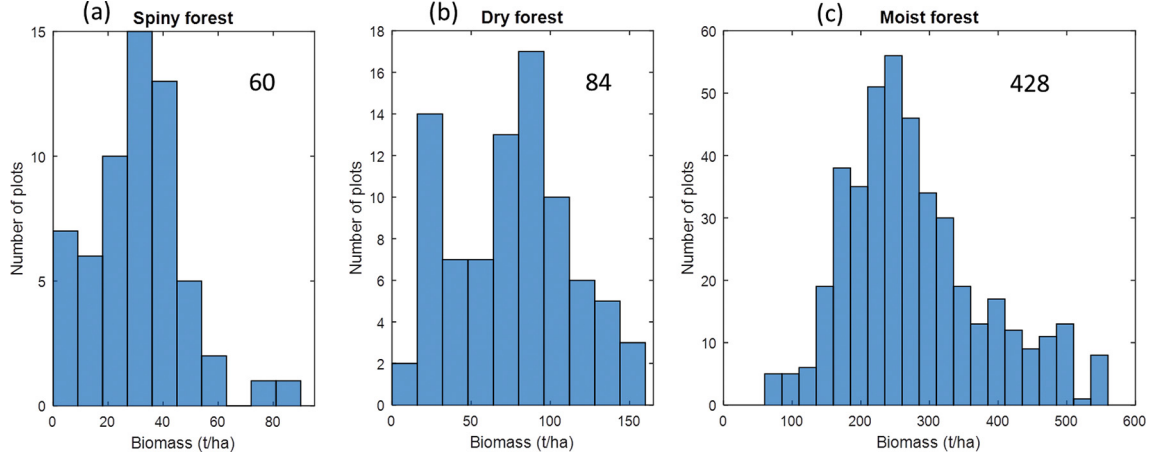 (a)
Spiny forest
60
15
10
5
0
0 20 40 60 80
Number of plots
Biomass (t/ha)
(b)
Dry forest
84
18
16
14
12
10
8
6
4
2
0
0 50 100 150
Number of plots
Biomass (t/ha)
(c)
Moist forest
428
60
50
40
30
20
10
0
0 100 200 300 400 500 600
Number of plots
Biomass (t/ha)